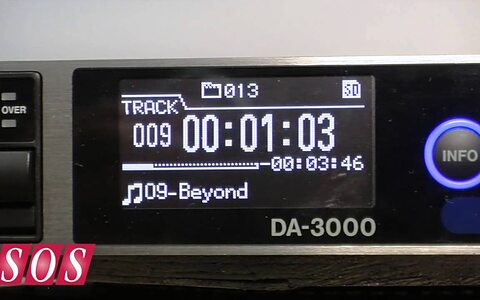 013 SD
OVER
TRACK
009 00:01:03
-00:03:46
09-Beyond
INFO
DA-3000
SOS